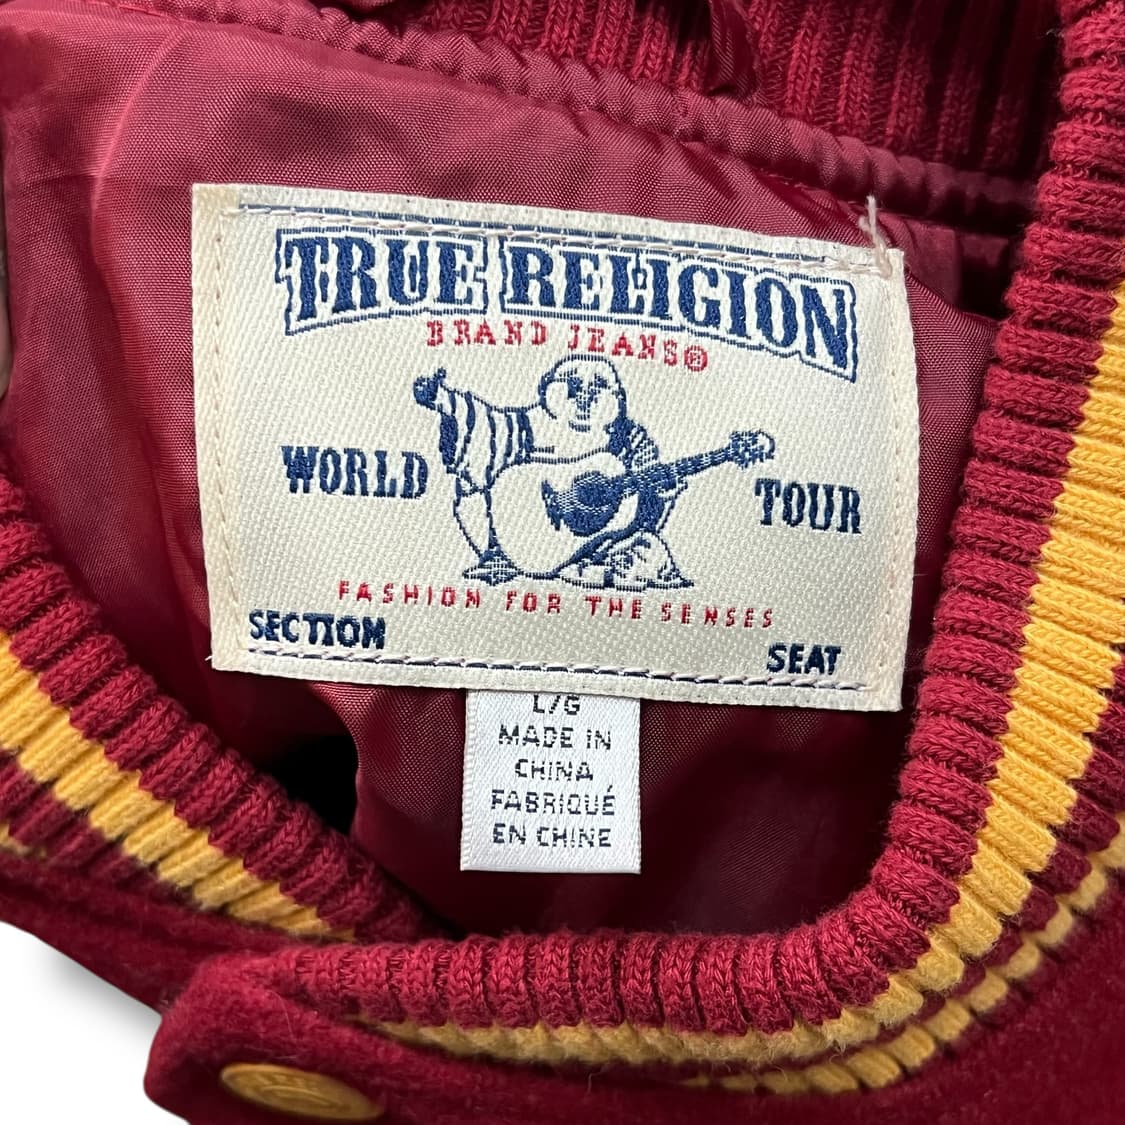 TRUE RELIGION
BRAND JEANS®
WORLD TOUR
FASHION FOR THE SENSES
SECTION SEAT
L/G
MADE IN
CHINA
FABRIQUÉ
EN CHINE